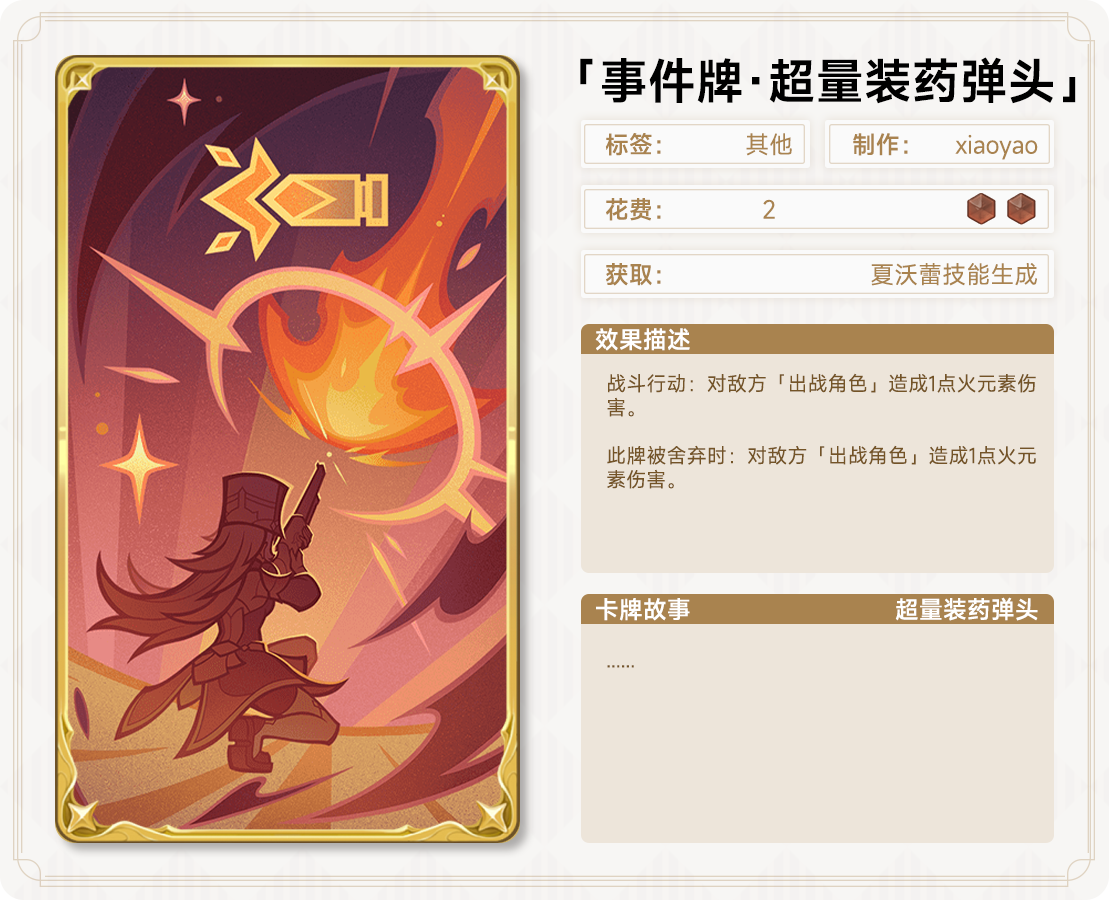 「事件牌·超量装药弹头」
标签： 其他
制作： xiaoyao
花费： 2
获取： 夏沃蕾技能生成
效果描述
战斗行动：对敌方「出战角色」造成1点火元素伤
害。
此牌被舍弃时：对敌方「出战角色」造成1点火元
素伤害。
卡牌故事 超量装药弹头
......